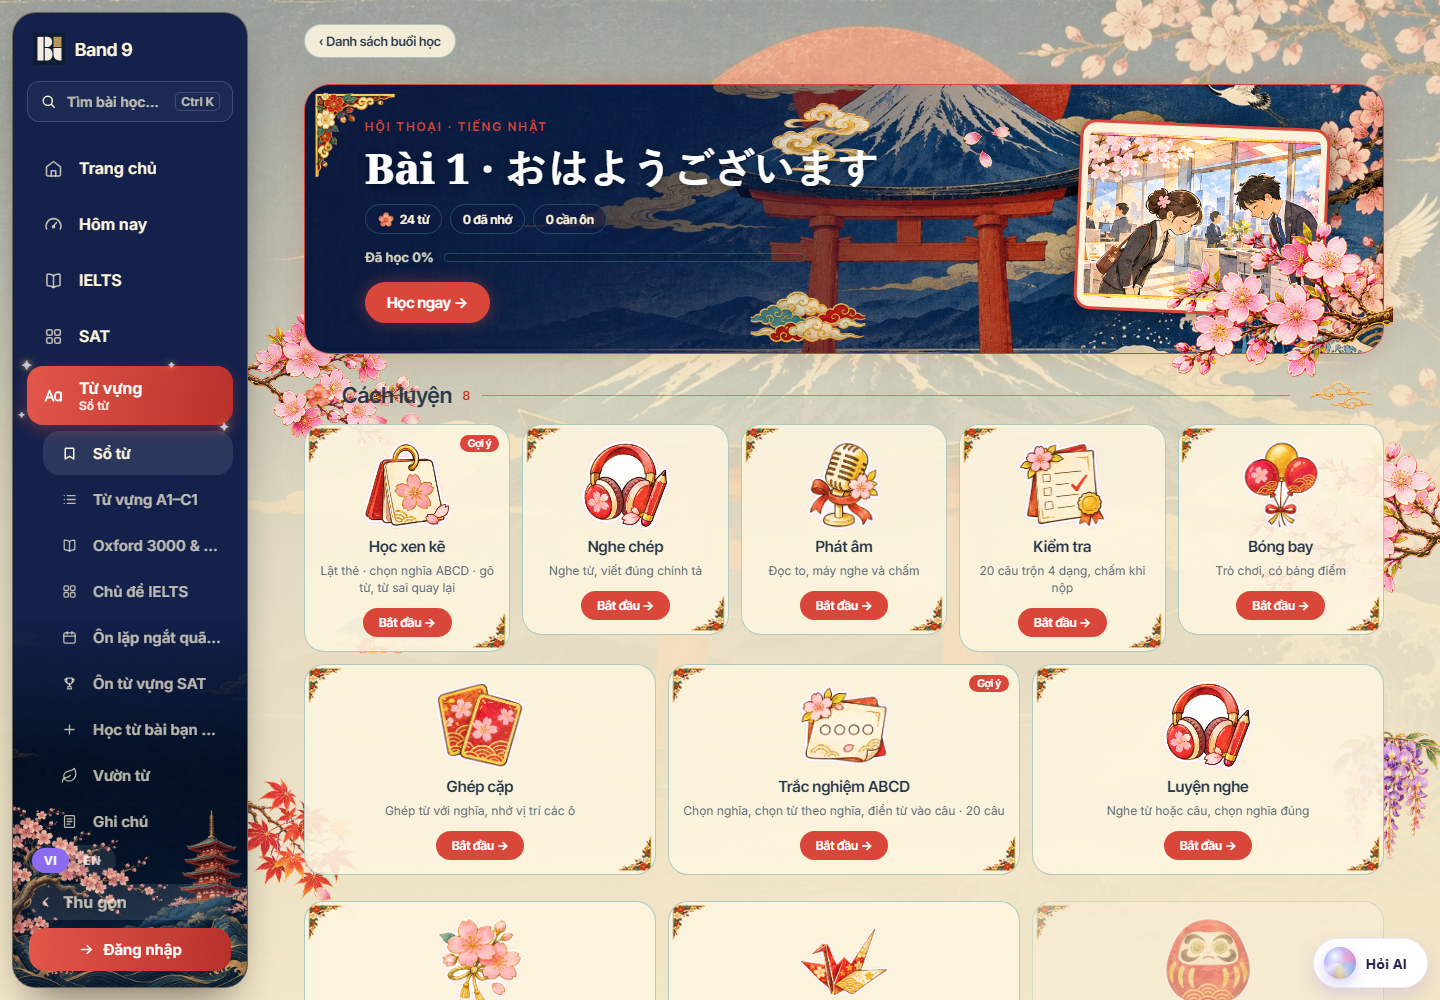 Band 9
Tìm bài học... Ctrl K
Trang chủ
Hôm nay
IELTS
SAT
Từ vựng
Sổ từ
Sổ từ
Từ vựng A1–C1
Oxford 3000 & ...
Chủ đề IELTS
Ôn lặp ngắt quã...
Ôn từ vựng SAT
Học từ bài bạn ...
Vườn từ
Ghi chú
VI EN
‹ Thu gọn
→ Đăng nhập
‹ Danh sách buổi học
HỘI THOẠI · TIẾNG NHẬT
Bài 1 · おはようございます
24 từ 0 đã nhớ 0 cần ôn
Đã học 0%
Học ngay →
Cách luyện 8
Gợi ý
Học xen kẽ
Lật thẻ · chọn nghĩa ABCD · gõ
từ, từ sai quay lại
Bắt đầu →
Nghe chép
Nghe từ, viết đúng chính tả
Bắt đầu →
Phát âm
Đọc to, máy nghe và chấm
Bắt đầu →
Kiểm tra
20 câu trộn 4 dạng, chấm khi
nộp
Bắt đầu →
Bóng bay
Trò chơi, có bảng điểm
Bắt đầu →
Ghép cặp
Ghép từ với nghĩa, nhớ vị trí các ô
Bắt đầu →
Gợi ý
Trắc nghiệm ABCD
Chọn nghĩa, chọn từ theo nghĩa, điền từ vào câu · 20 câu
Bắt đầu →
Luyện nghe
Nghe từ hoặc câu, chọn nghĩa đúng
Bắt đầu →
Hỏi AI